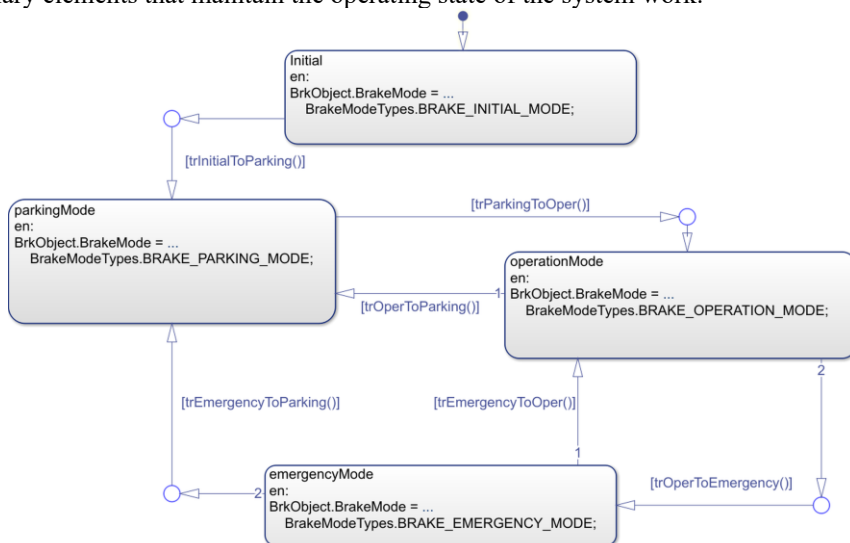 ary elements that maintain the operating state of the system work.
Initial
en:
BrkObject.BrakeMode = ...
BrakeModeTypes.BRAKE_INITIAL_MODE;
[trInitialToParking()]
parkingMode
en:
BrkObject.BrakeMode = ...
BrakeModeTypes.BRAKE_PARKING_MODE;
[trParkingToOper()]
operationMode
en:
BrkObject.BrakeMode = ...
BrakeModeTypes.BRAKE_OPERATION_MODE;
1
[trOperToParking()]
2
[trEmergencyToParking()]
[trEmergencyToOper()]
1
emergencyMode
2
en:
BrkObject.BrakeMode = ...
BrakeModeTypes.BRAKE_EMERGENCY_MODE;
[trOperToEmergency()]